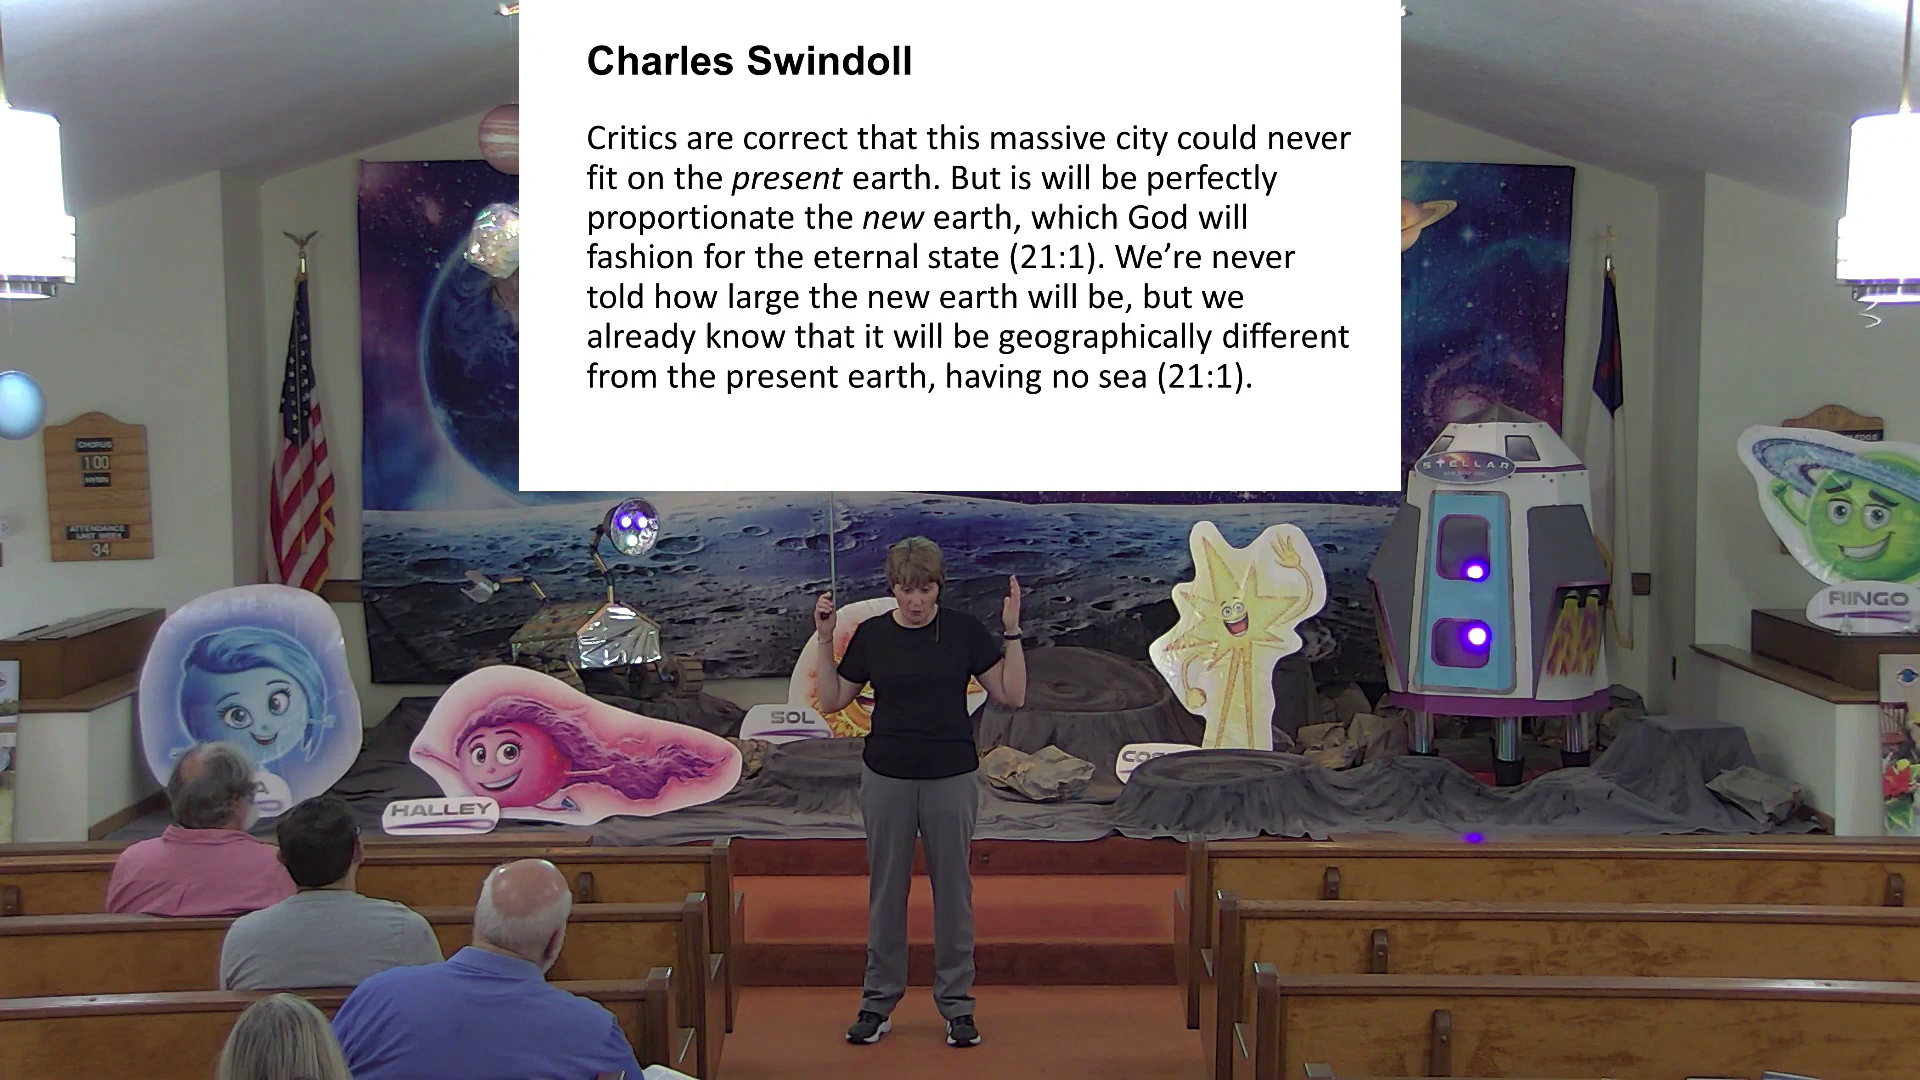 Charles Swindoll
Critics are correct that this massive city could never
fit on the present earth. But is will be perfectly
proportionate the new earth, which God will
fashion for the eternal state (21:1). We’re never
told how large the new earth will be, but we
already know that it will be geographically different
from the present earth, having no sea (21:1).
CHORUS
100
HYMN
ATTENDANCE
LAST WEEK
34
STELLAR
RINGO
SOL
HALLEY